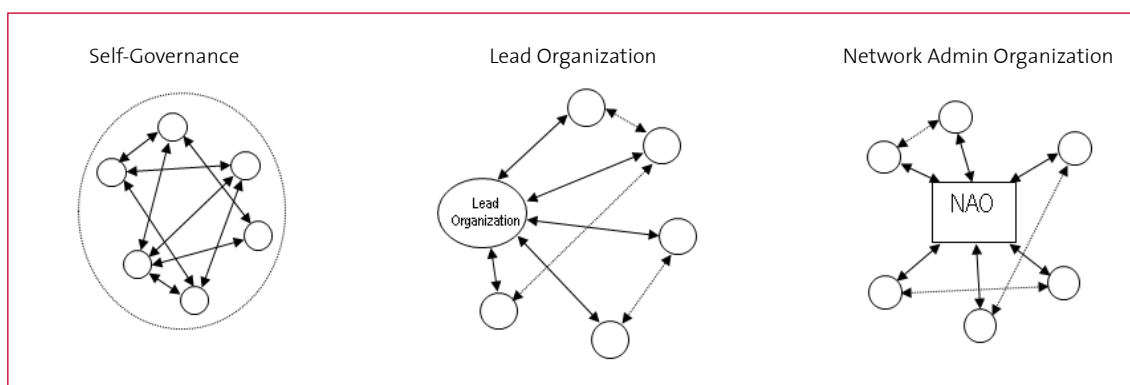 Self-Governance
Lead Organization
Network Admin Organization
Lead
Organization
NAO